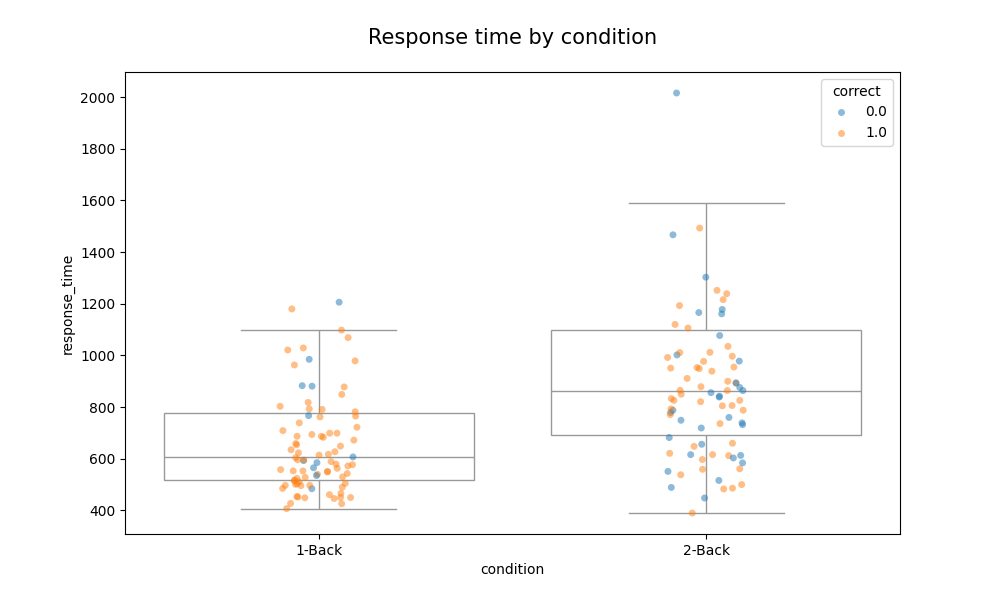 Response time by condition
correct
0.0
1.0
2000
1800
1600
1400
1200
1000
800
600
400
response_time
1-Back
2-Back
condition